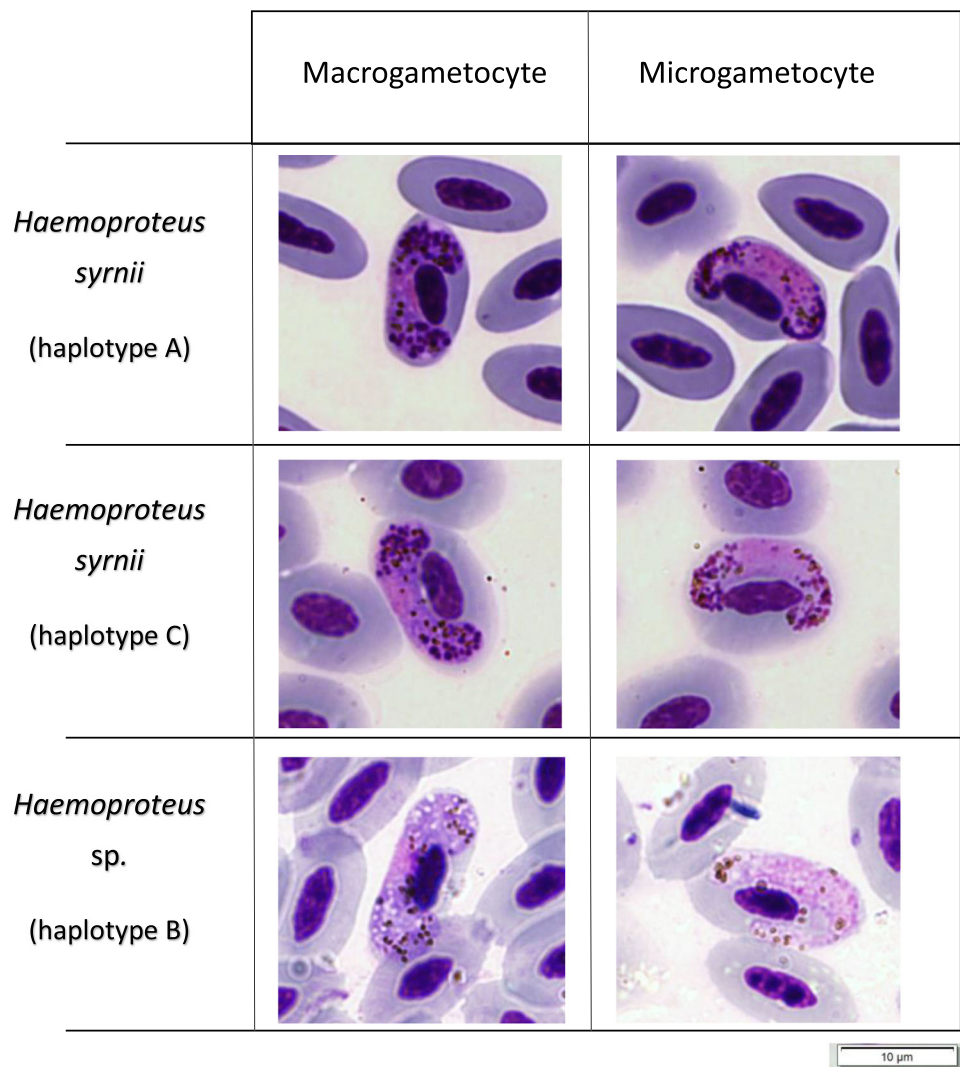 Macrogametocyte
Microgametocyte
Haemoproteus
syrnii
(haplotype A)
Haemoproteus
syrnii
(haplotype C)
Haemoproteus
sp.
(haplotype B)
10 µm